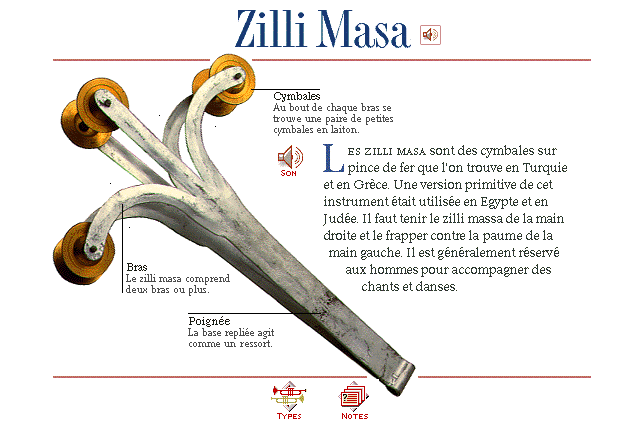 Zilli Masa
Cymbales
Au bout de chaque bras se
trouve une paire de petites
cymbales en laiton.
SON
LES ZILLI MASA sont des cymbales sur
pince de fer que l'on trouve en Turquie
et en Grèce. Une version primitive de cet
instrument était utilisée en Egypte et en
Judée. Il faut tenir le zilli massa de la main
droite et le frapper contre la paume de la
main gauche. Il est généralement réservé
aux hommes pour accompagner des
chants et danses.
Bras
Le zilli masa comprend
deux bras ou plus.
Poignée
La base repliée agit
comme un ressort.
TYPES
NOTES